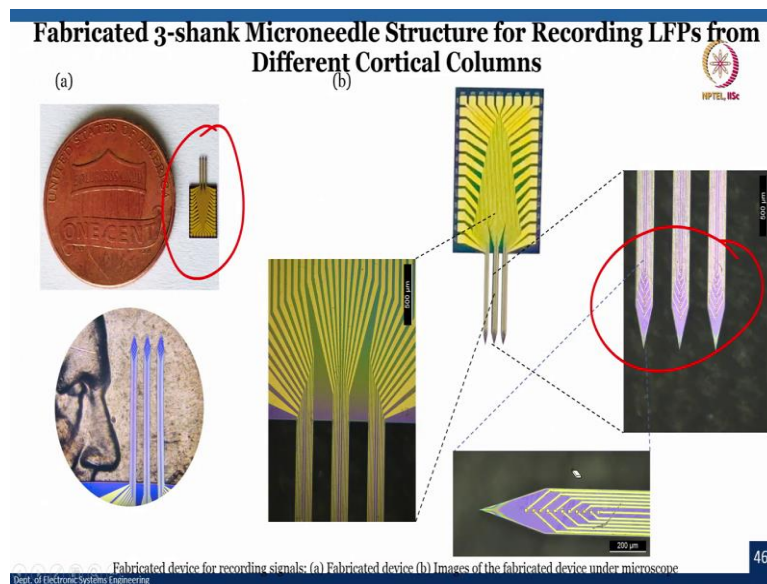 Fabricated 3-shank Microneedle Structure for Recording LFPs from
Different Cortical Columns
NPTEL, IISc
(a)
(b)
UNITED STATES OF AMERICA
ONE CENT
500 µm
500 µm
200 µm
Fabricated device for recording signals: (a) Fabricated device (b) Images of the fabricated device under microscope
46
Dept. of Electronic Systems Engineering